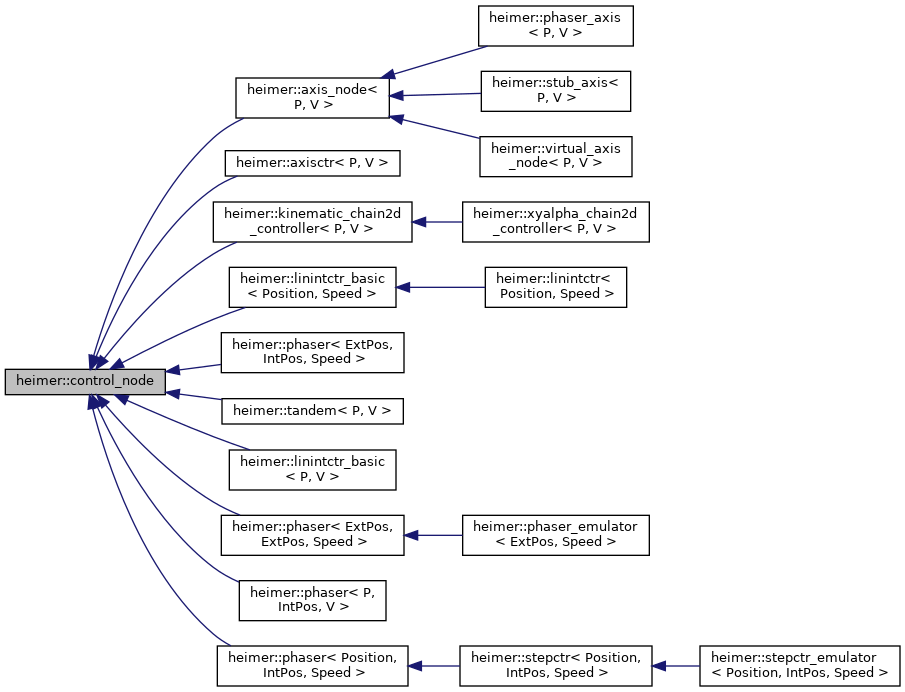 heimer::phaser_axis
< P, V >
heimer::axis_node<
P, V >
heimer::stub_axis<
P, V >
heimer::virtual_axis
_node< P, V >
heimer::axisctr< P, V >
heimer::kinematic_chain2d
_controller< P, V >
heimer::xyalpha_chain2d
_controller< P, V >
heimer::linintctr_basic
< Position, Speed >
heimer::linintctr<
Position, Speed >
heimer::phaser< ExtPos,
IntPos, Speed >
heimer::control_node
heimer::tandem< P, V >
heimer::linintctr_basic
< P, V >
heimer::phaser< ExtPos,
ExtPos, Speed >
heimer::phaser_emulator
< ExtPos, Speed >
heimer::phaser< P,
IntPos, V >
heimer::phaser< Position,
IntPos, Speed >
heimer::stepctr< Position,
IntPos, Speed >
heimer::stepctr_emulator
< Position, IntPos, Speed >